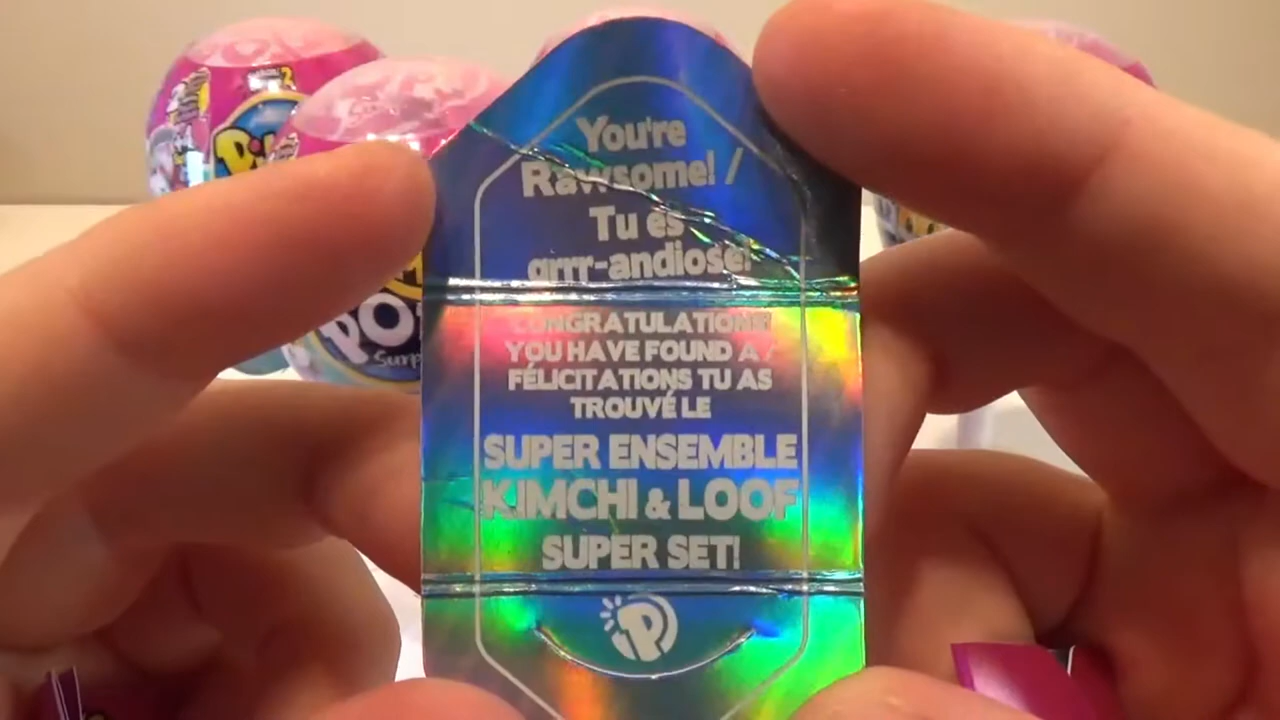 You're
Rawsome! /
Tu es
grrr-andiose!
CONGRATULATIONS!
YOU HAVE FOUND A /
FÉLICITATIONS TU AS
TROUVÉ LE
SUPER ENSEMBLE
KIMCHI & LOOF
SUPER SET!
P